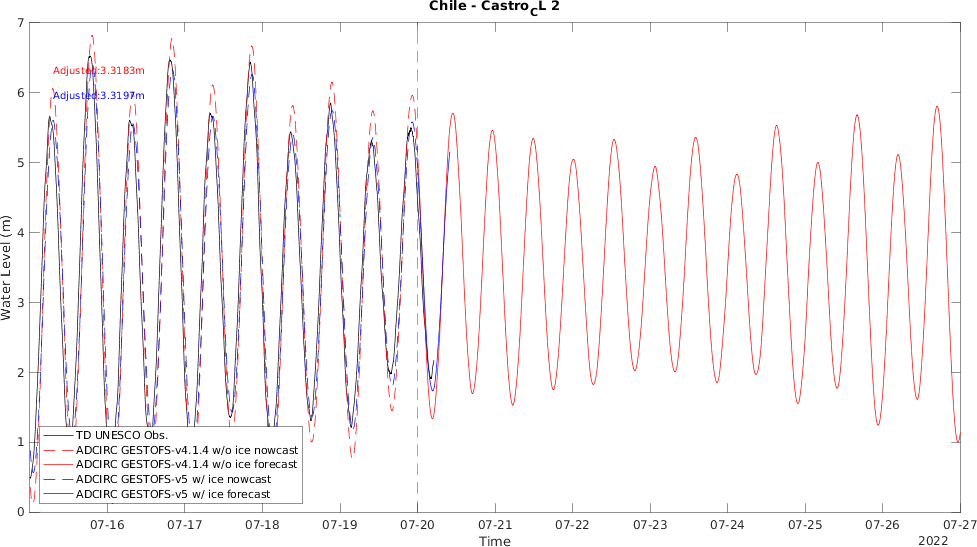 Chile - Castro_CL 2
Water Level (m)
7
6
5
4
3
2
1
0
Adjusted:3.3183m
Adjusted:3.3197m
TD UNESCO Obs.
ADCIRC GESTOFS-v4.1.4 w/o ice nowcast
ADCIRC GESTOFS-v4.1.4 w/o ice forecast
ADCIRC GESTOFS-v5 w/ ice nowcast
ADCIRC GESTOFS-v5 w/ ice forecast
07-16 07-17 07-18 07-19 07-20 07-21 07-22 07-23 07-24 07-25 07-26 07-27
Time
2022